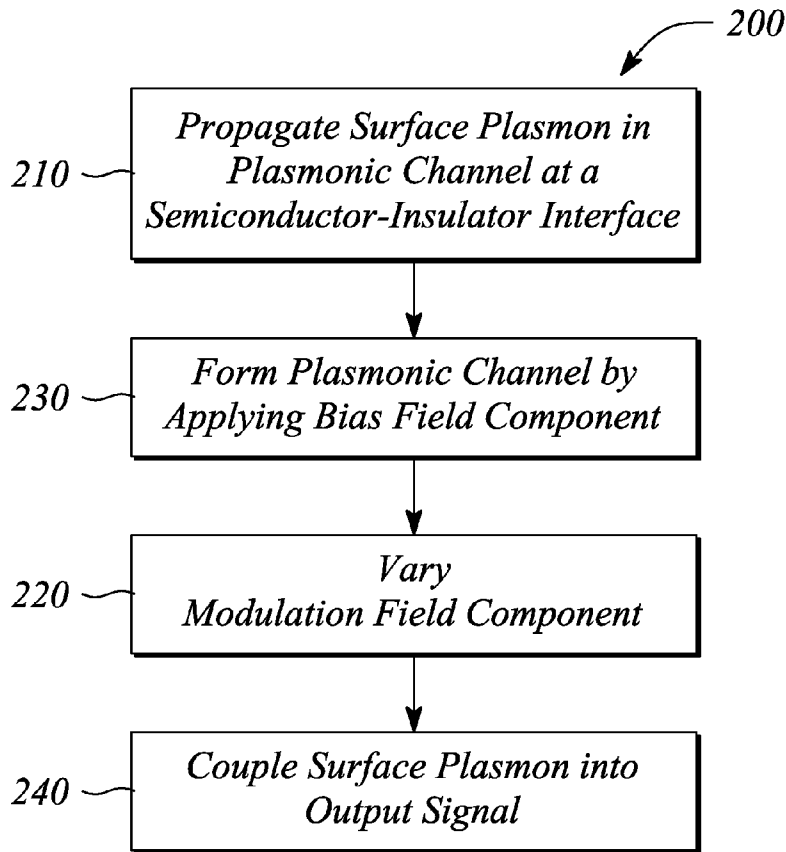 200
210
Propagate Surface Plasmon in
Plasmonic Channel at a
Semiconductor-Insulator Interface
230
Form Plasmonic Channel by
Applying Bias Field Component
220
Vary
Modulation Field Component
240
Couple Surface Plasmon into
Output Signal